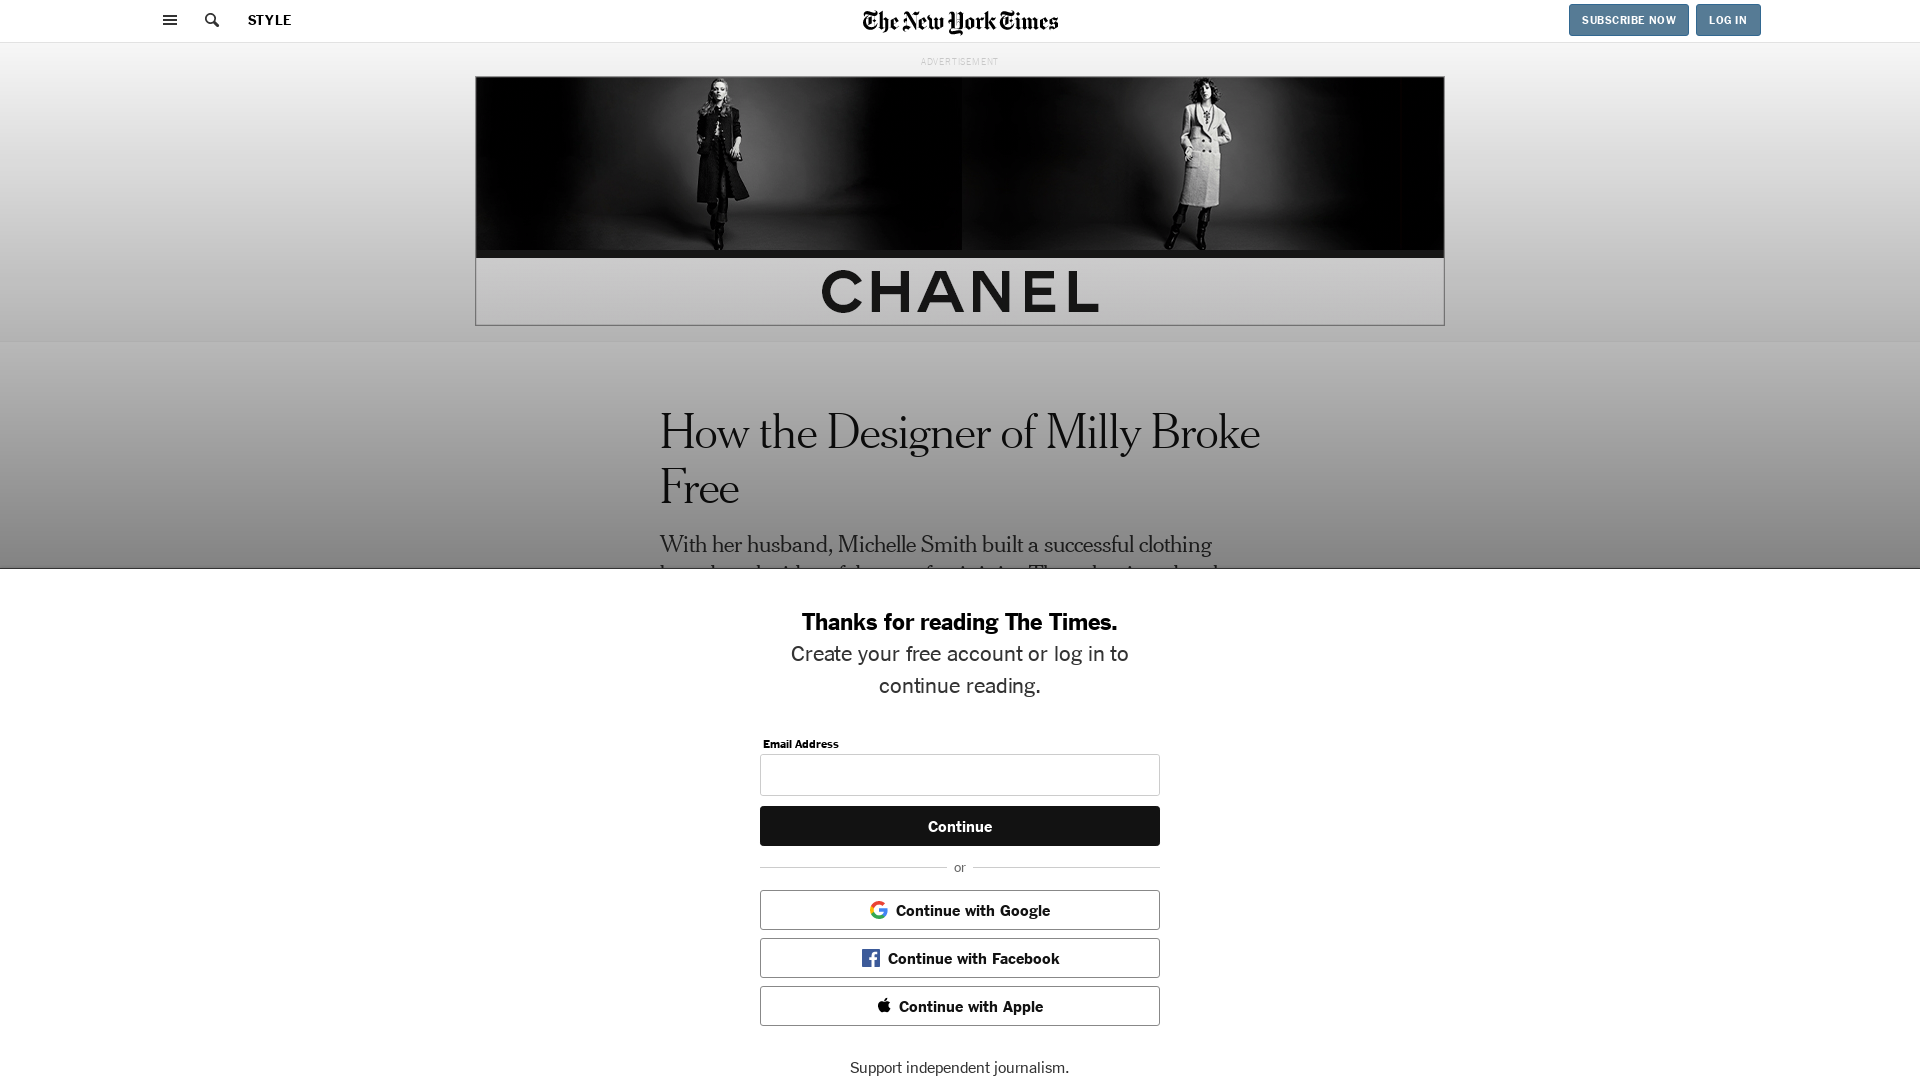 STYLE
The New York Times
SUBSCRIBE NOW
LOG IN
ADVERTISEMENT
CHANEL
How the Designer of Milly Broke
Free
With her husband, Michelle Smith built a successful clothing
Thanks for reading The Times.
Create your free account or log in to
continue reading.
Email Address
Continue
or
Continue with Google
Continue with Facebook
Continue with Apple
Support independent journalism.